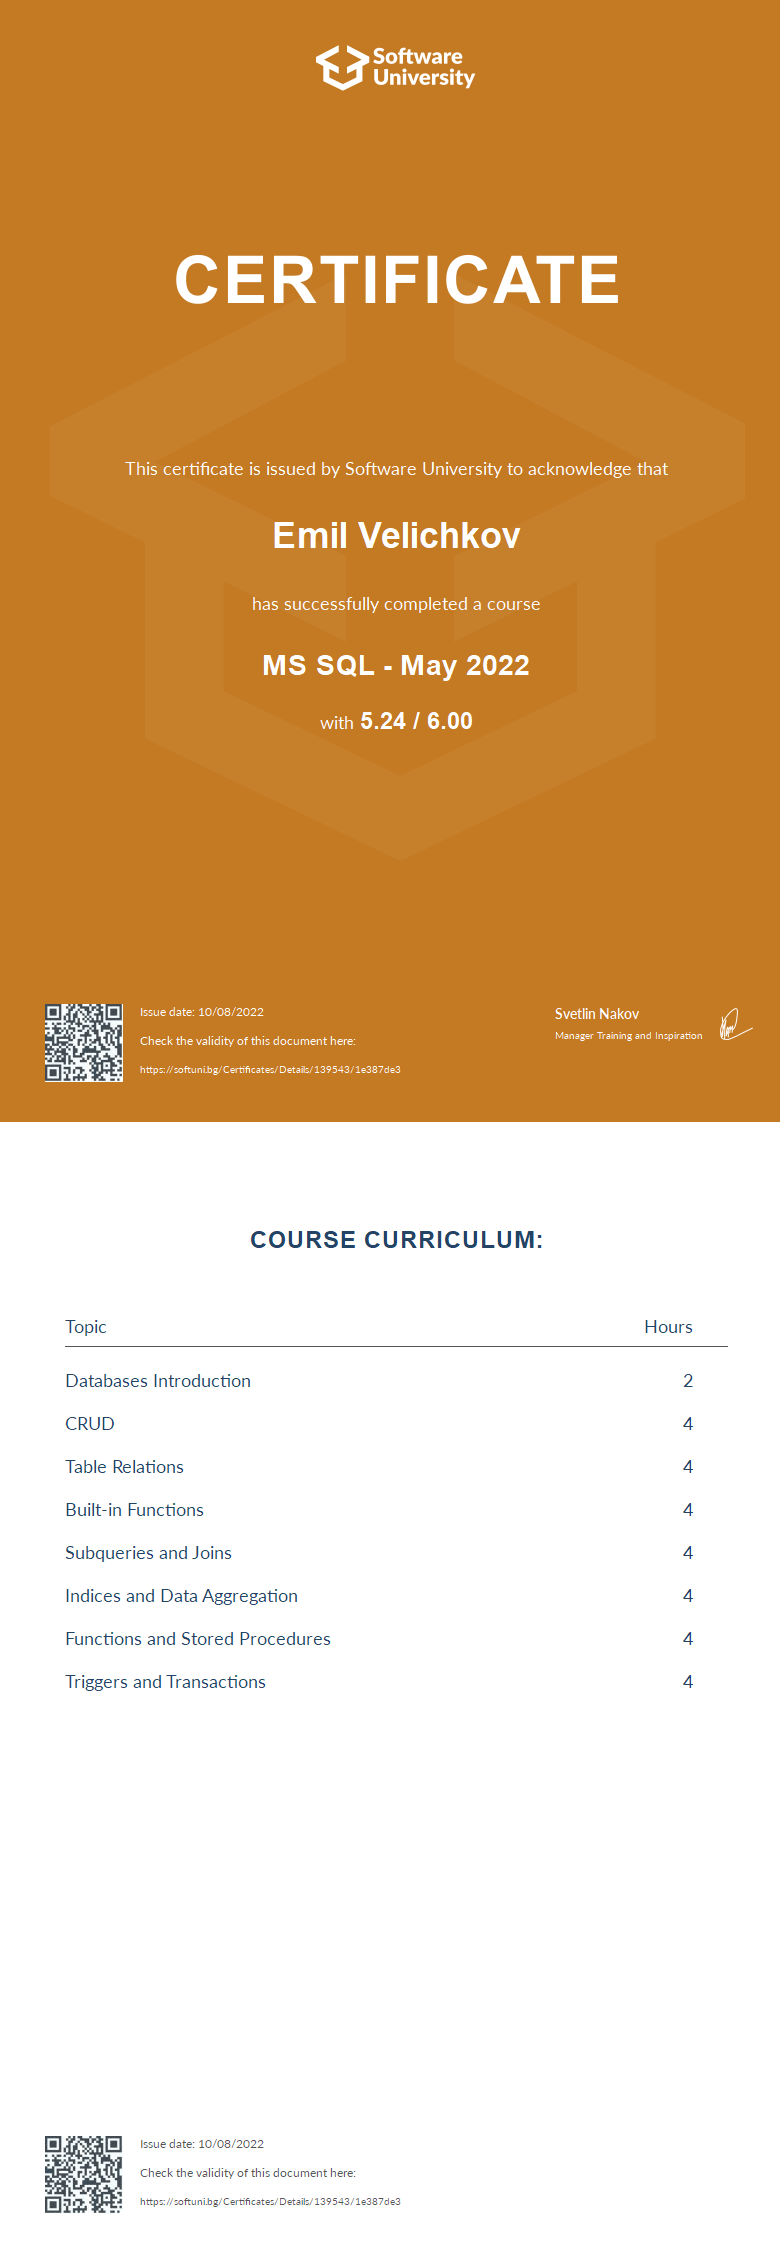 Software
University
CERTIFICATE
This certificate is issued by Software University to acknowledge that
Emil Velichkov
has successfully completed a course
MS SQL - May 2022
with 5.24 / 6.00
Issue date: 10/08/2022
Check the validity of this document here:
https://softuni.bg/Certificates/Details/139543/1e387de3
Svetlin Nakov
Manager Training and Inspiration
COURSE CURRICULUM:
Topic Hours
Databases Introduction 2
CRUD 4
Table Relations 4
Built-in Functions 4
Subqueries and Joins 4
Indices and Data Aggregation 4
Functions and Stored Procedures 4
Triggers and Transactions 4
Issue date: 10/08/2022
Check the validity of this document here:
https://softuni.bg/Certificates/Details/139543/1e387de3